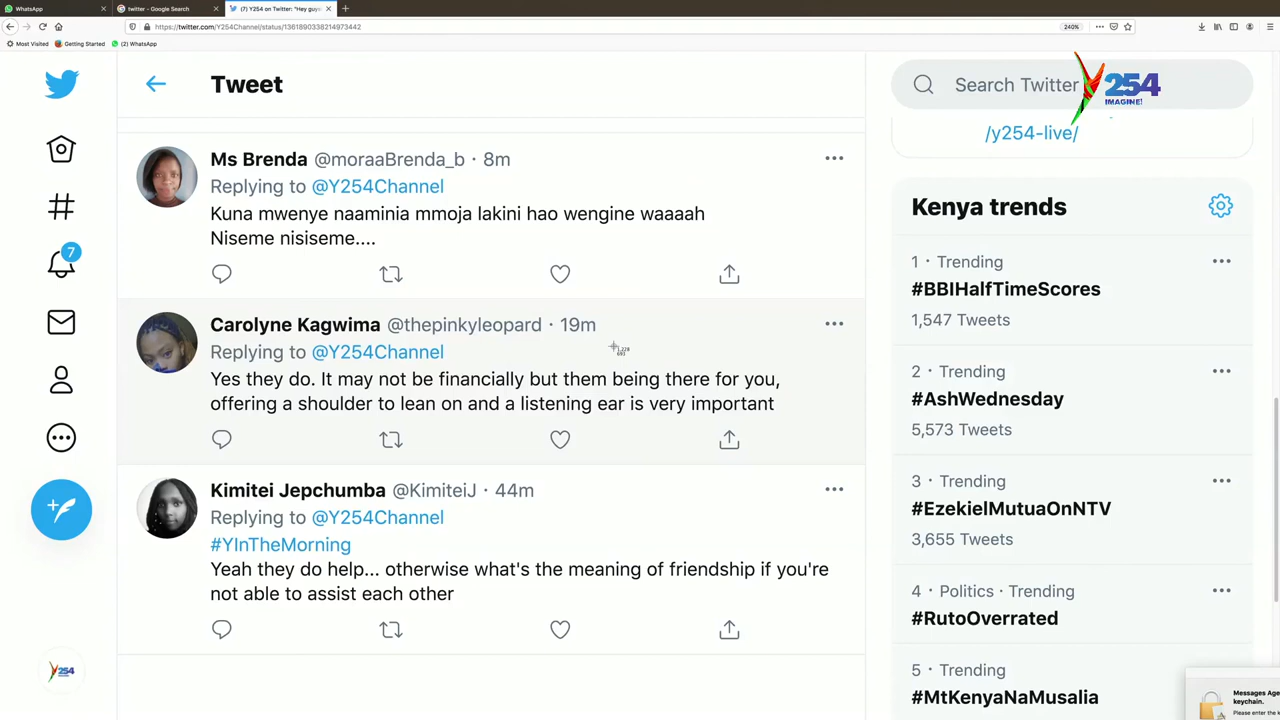 WhatsApp
twitter - Google Search
(7) Y254 on Twitter: "Hey guys
https://twitter.com/Y254Channel/status/1361890338214973442
240%
Most Visited
Getting Started
(2) WhatsApp
Tweet
Search Twitter
Y254
IMAGINE!
/y254-live/
Ms Brenda @moraaBrenda_b · 8m
Replying to @Y254Channel
Kuna mwenye naaminia mmoja lakini hao wengine waaaah
Niseme nisiseme....
7
Carolyne Kagwima @thepinkyleopard · 19m
Replying to @Y254Channel
Yes they do. It may not be financially but them being there for you,
offering a shoulder to lean on and a listening ear is very important
Kimitei Jepchumba @KimiteiJ · 44m
Replying to @Y254Channel
#YInTheMorning
Yeah they do help... otherwise what's the meaning of friendship if you're
not able to assist each other
Y254
Kenya trends
1 · Trending
#BBIHalfTimeScores
1,547 Tweets
2 · Trending
#AshWednesday
5,573 Tweets
3 · Trending
#EzekielMutuaOnNTV
3,655 Tweets
4 · Politics · Trending
#RutoOverrated
5 · Trending
#MtKenyaNaMusalia
Messages Age
keychain.
Please enter the k